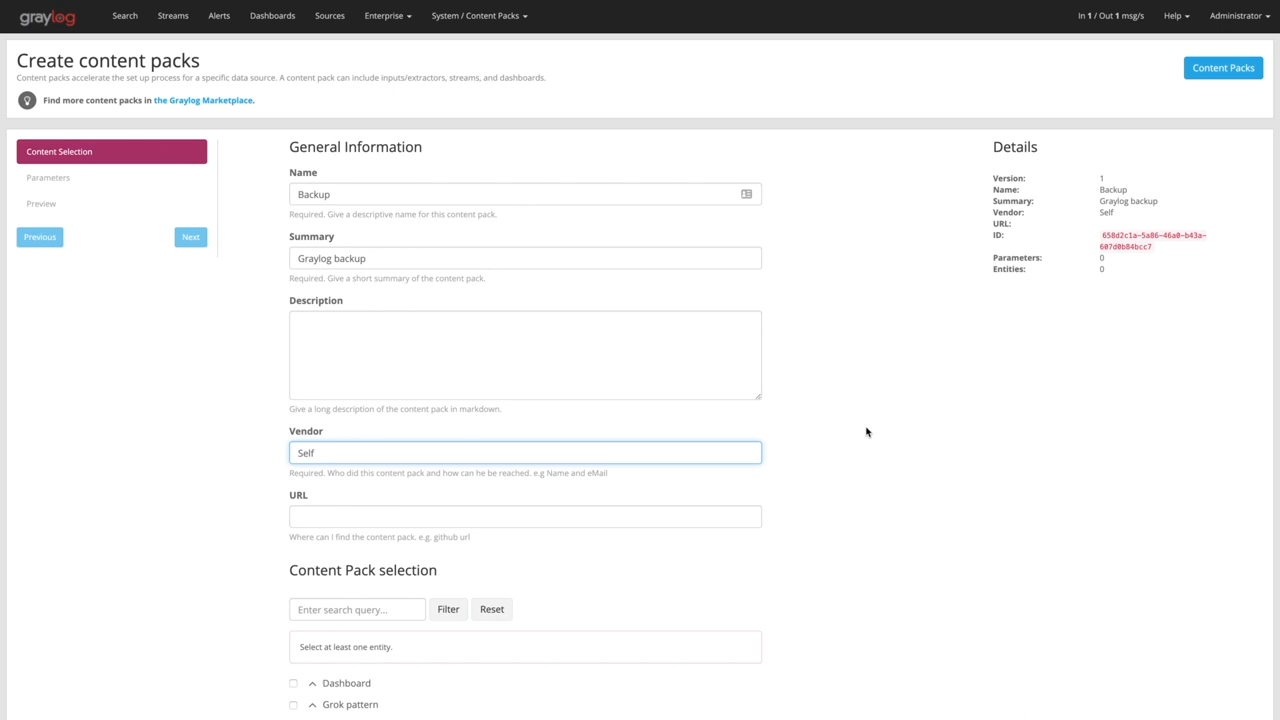 graylog
Search
Streams
Alerts
Dashboards
Sources
Enterprise
System / Content Packs
In 1 / Out 1 msg/s
Help
Administrator
Create content packs
Content packs accelerate the set up process for a specific data source. A content pack can include inputs/extractors, streams, and dashboards.
Find more content packs in the Graylog Marketplace.
Content Packs
Content Selection
Parameters
Preview
Previous
Next
General Information
Name
Backup
Required. Give a descriptive name for this content pack.
Summary
Graylog backup
Required. Give a short summary of the content pack.
Description
Give a long description of the content pack in markdown.
Vendor
Self
Required. Who did this content pack and how can he be reached. e.g Name and eMail
URL
Where can I find the content pack. e.g. github url
Content Pack selection
Enter search query...
Filter
Reset
Select at least one entity.
Dashboard
Grok pattern
Details
Version: 1
Name: Backup
Summary: Graylog backup
Vendor: Self
URL:
ID: 658d2c1a-5a86-46a0-b43a-
607d0b84bcc7
Parameters: 0
Entities: 0